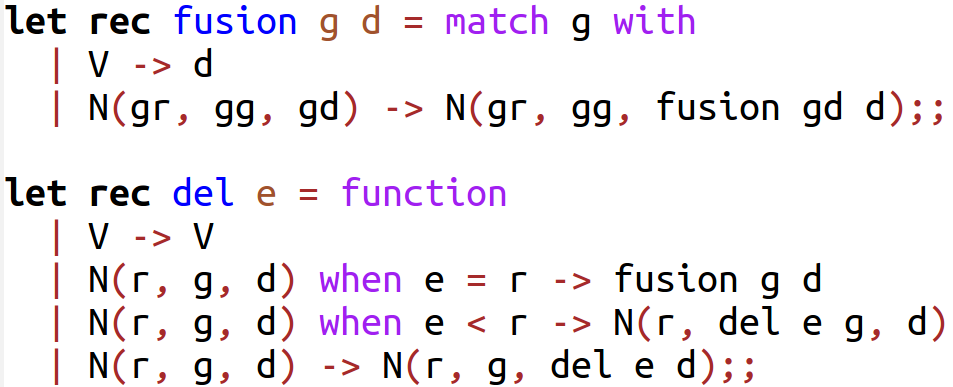 let rec fusion g d = match g with
  | V -> d
  | N(gr, gg, gd) -> N(gr, gg, fusion gd d);;

let rec del e = function
  | V -> V
  | N(r, g, d) when e = r -> fusion g d
  | N(r, g, d) when e < r -> N(r, del e g, d)
  | N(r, g, d) -> N(r, g, del e d);;